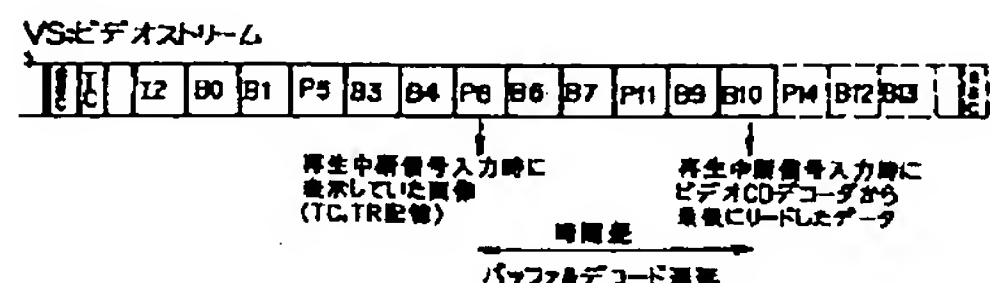 VS:ビデオストリーム
TC I2 B0 B1 P5 B3 B4 P8 B6 B7 P11 B9 B10 P14 B12 B13
再生中断信号入力時に
表示していた画像
(TC,TR記憶)
再生中断信号入力時に
ビデオCDデコーダから
最後にリードしたデータ
時間差
バッファ&デコード遅延